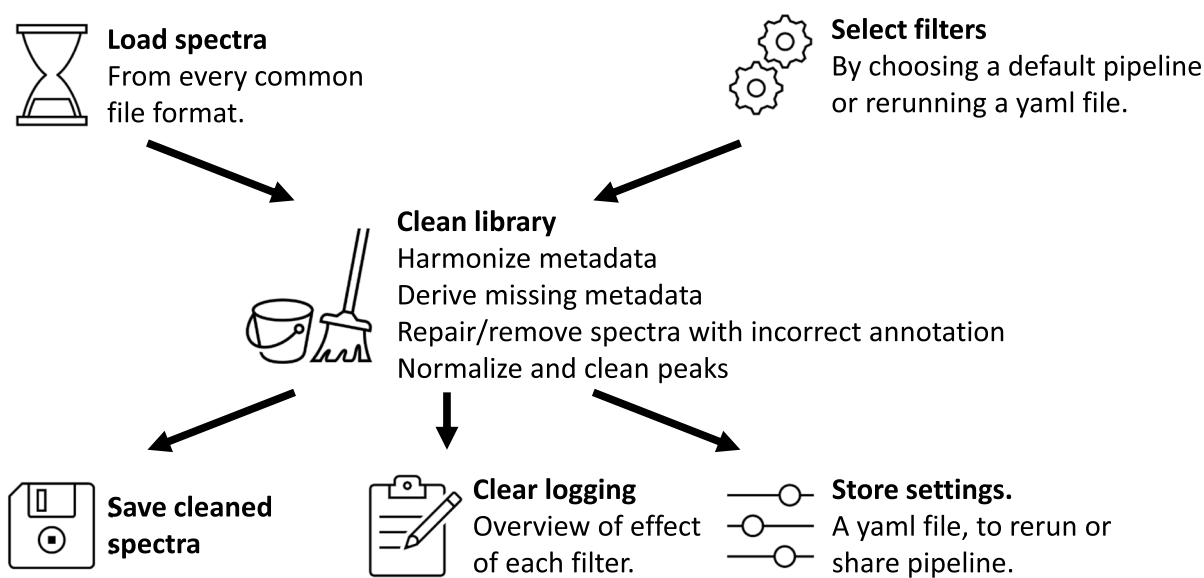 Load spectra
From every common
file format.
Select filters
By choosing a default pipeline
or rerunning a yaml file.
Clean library
Harmonize metadata
Derive missing metadata
Repair/remove spectra with incorrect annotation
Normalize and clean peaks
Save cleaned
spectra
Clear logging
Overview of effect
of each filter.
Store settings.
A yaml file, to rerun or
share pipeline.